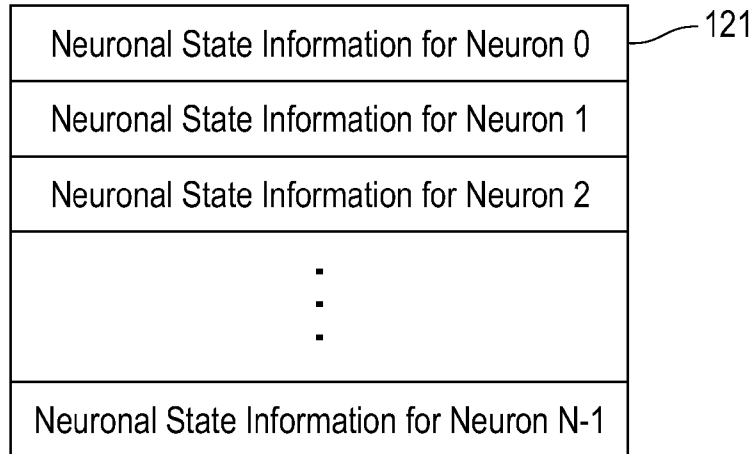 Neuronal State Information for Neuron 0
121
Neuronal State Information for Neuron 1
Neuronal State Information for Neuron 2
Neuronal State Information for Neuron N-1